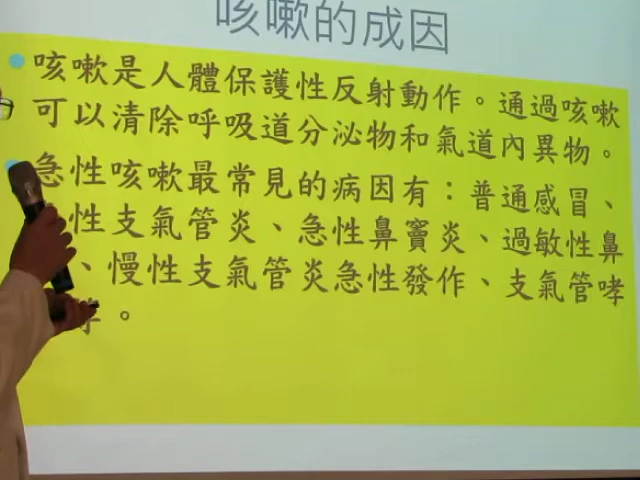 咳嗽的成因
咳嗽是人體保護性反射動作。通過咳嗽
可以清除呼吸道分泌物和氣道內異物。
急性咳嗽最常見的病因有：普通感冒、
性支氣管炎、急性鼻竇炎、過敏性鼻
、慢性支氣管炎急性發作、支氣管哮
。